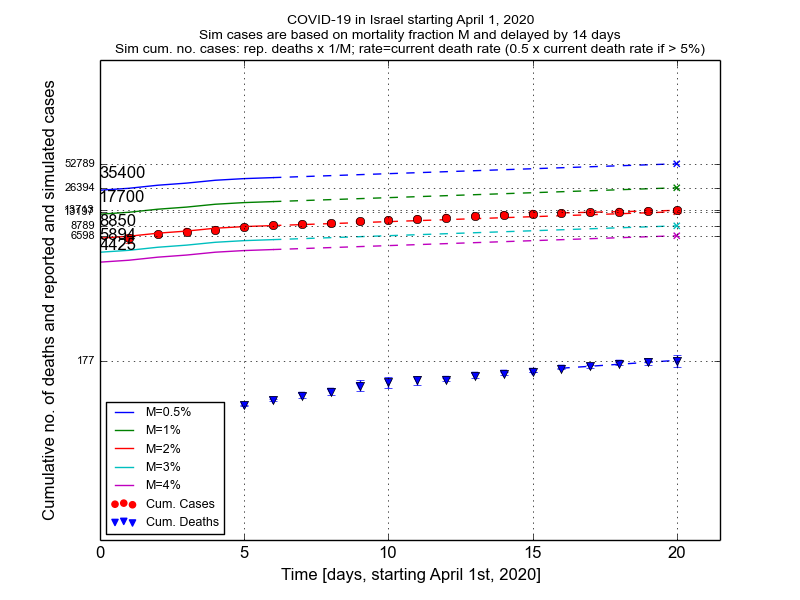 COVID-19 in Israel starting April 1, 2020
Sim cases are based on mortality fraction M and delayed by 14 days
Sim cum. no. cases: rep. deaths x 1/M; rate=current death rate (0.5 x current death rate if > 5%)
Cumulative no. of deaths and reported and simulated cases
52789
35400
26394
17700
13713
13197
8850
8789
5894
6598
4425
177
M=0.5%
M=1%
M=2%
M=3%
M=4%
Cum. Cases
Cum. Deaths
0 5 10 15 20
Time [days, starting April 1st, 2020]